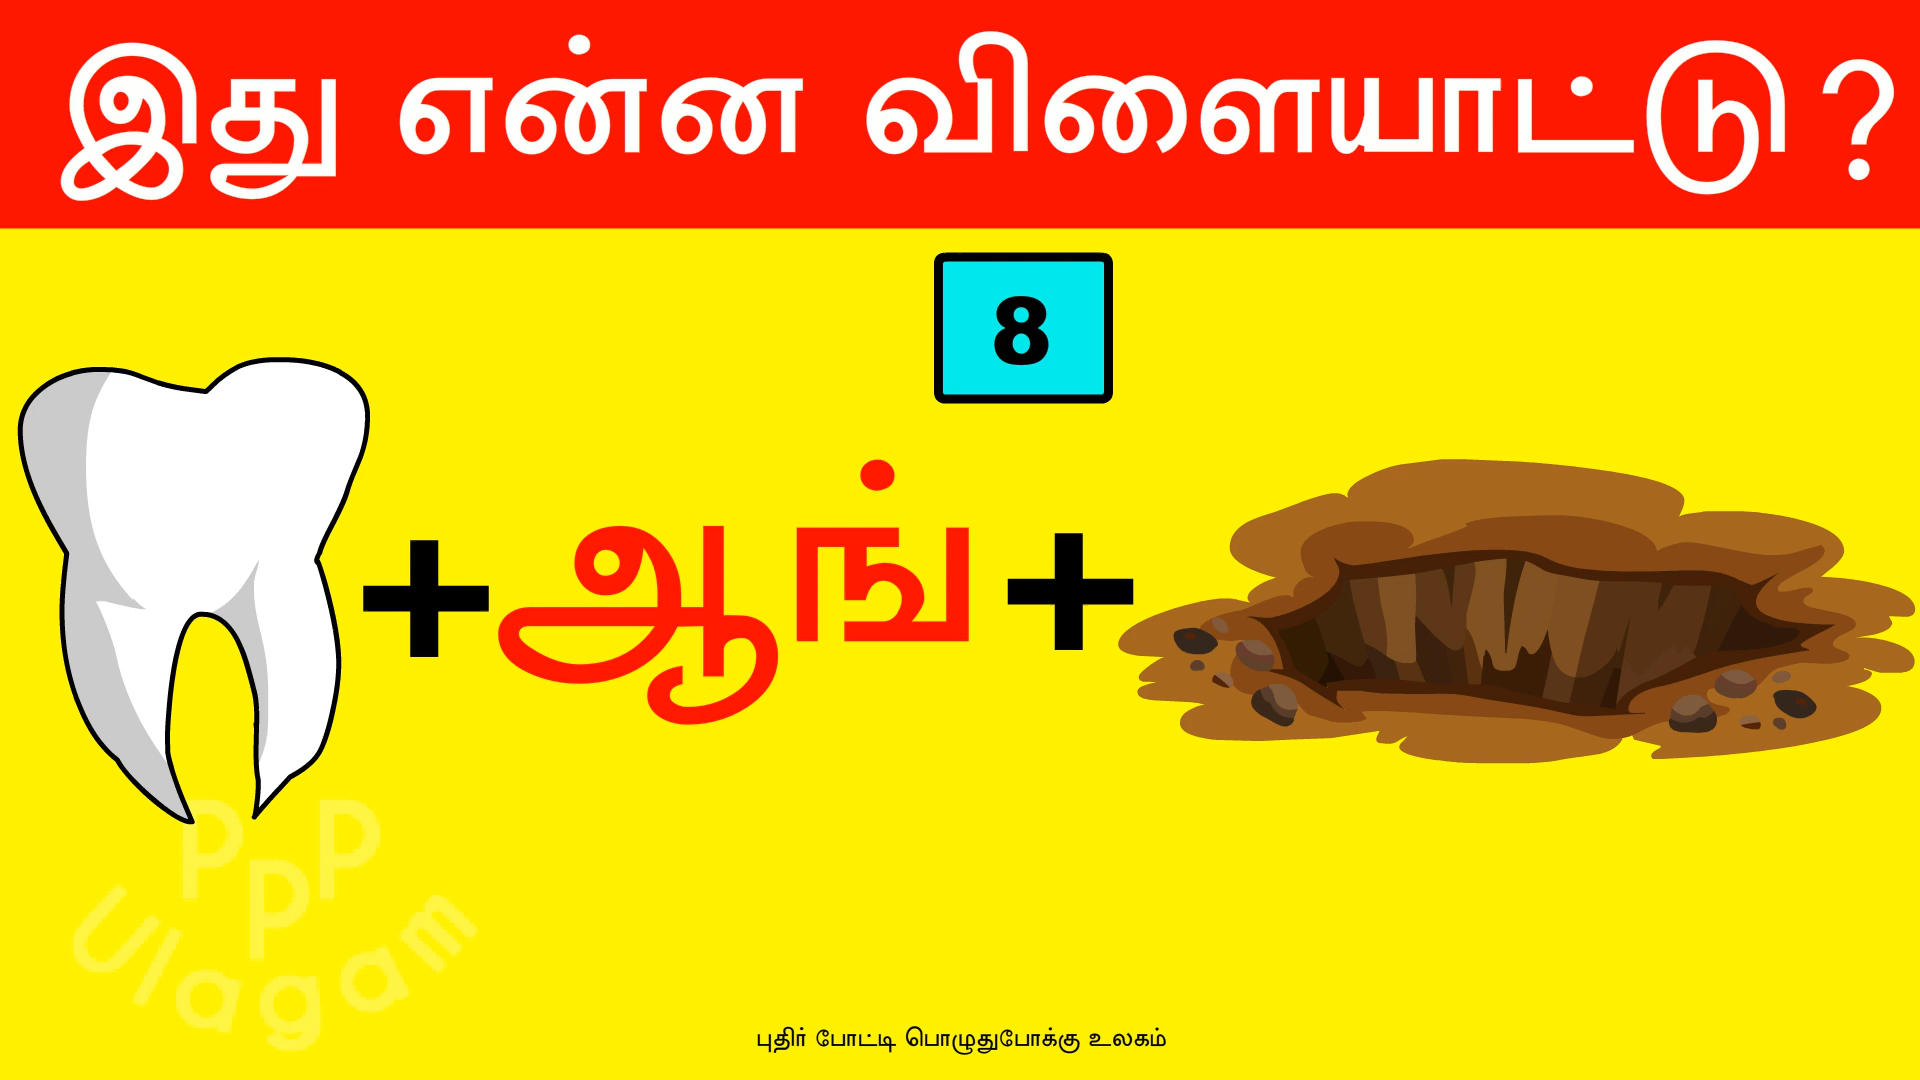 இது என்ன விளையாட்டு ?
8
+ ஆங் +
PPP
Ulagam
புதிர் போட்டி பொழுதுபோக்கு உலகம்